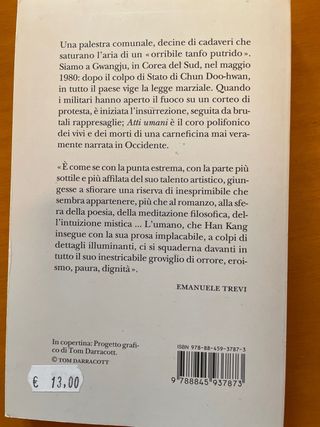 Una palestra comunale, decine di cadaveri che
saturano l'aria di un «orribile tanfo putrido».
Siamo a Gwangju, in Corea del Sud, nel maggio
1980: dopo il colpo di Stato di Chun Doo-hwan,
in tutto il paese vige la legge marziale. Quando
i militari hanno aperto il fuoco su un corteo di
protesta, è iniziata l'insurrezione, seguita da bru-
tali rappresaglie; Atti umani è il coro polifonico
dei vivi e dei morti di una carneficina mai vera-
mente narrata in Occidente.
«È come se con la punta estrema, con la parte più
sottile e più affilata del suo talento artistico, giun-
gesse a sfiorare una riserva di inesprimibile che
sembra appartenere, più che al romanzo, alla sfe-
ra della poesia, della meditazione filosofica, del-
l'intuizione mistica ... L'umano, che Han Kang
insegue con la sua prosa implacabile, a colpi di
dettagli illuminanti, ci si squaderna davanti in
tutto il suo inestricabile groviglio di orrore, eroi-
smo, paura, dignità».
EMANUELE TREVI
In copertina: Progetto grafi-
co di Tom Darracott.
© TOM DARRACOTT
ISBN 978-88-459-3787-3
9 788845 937873
€ 13,00